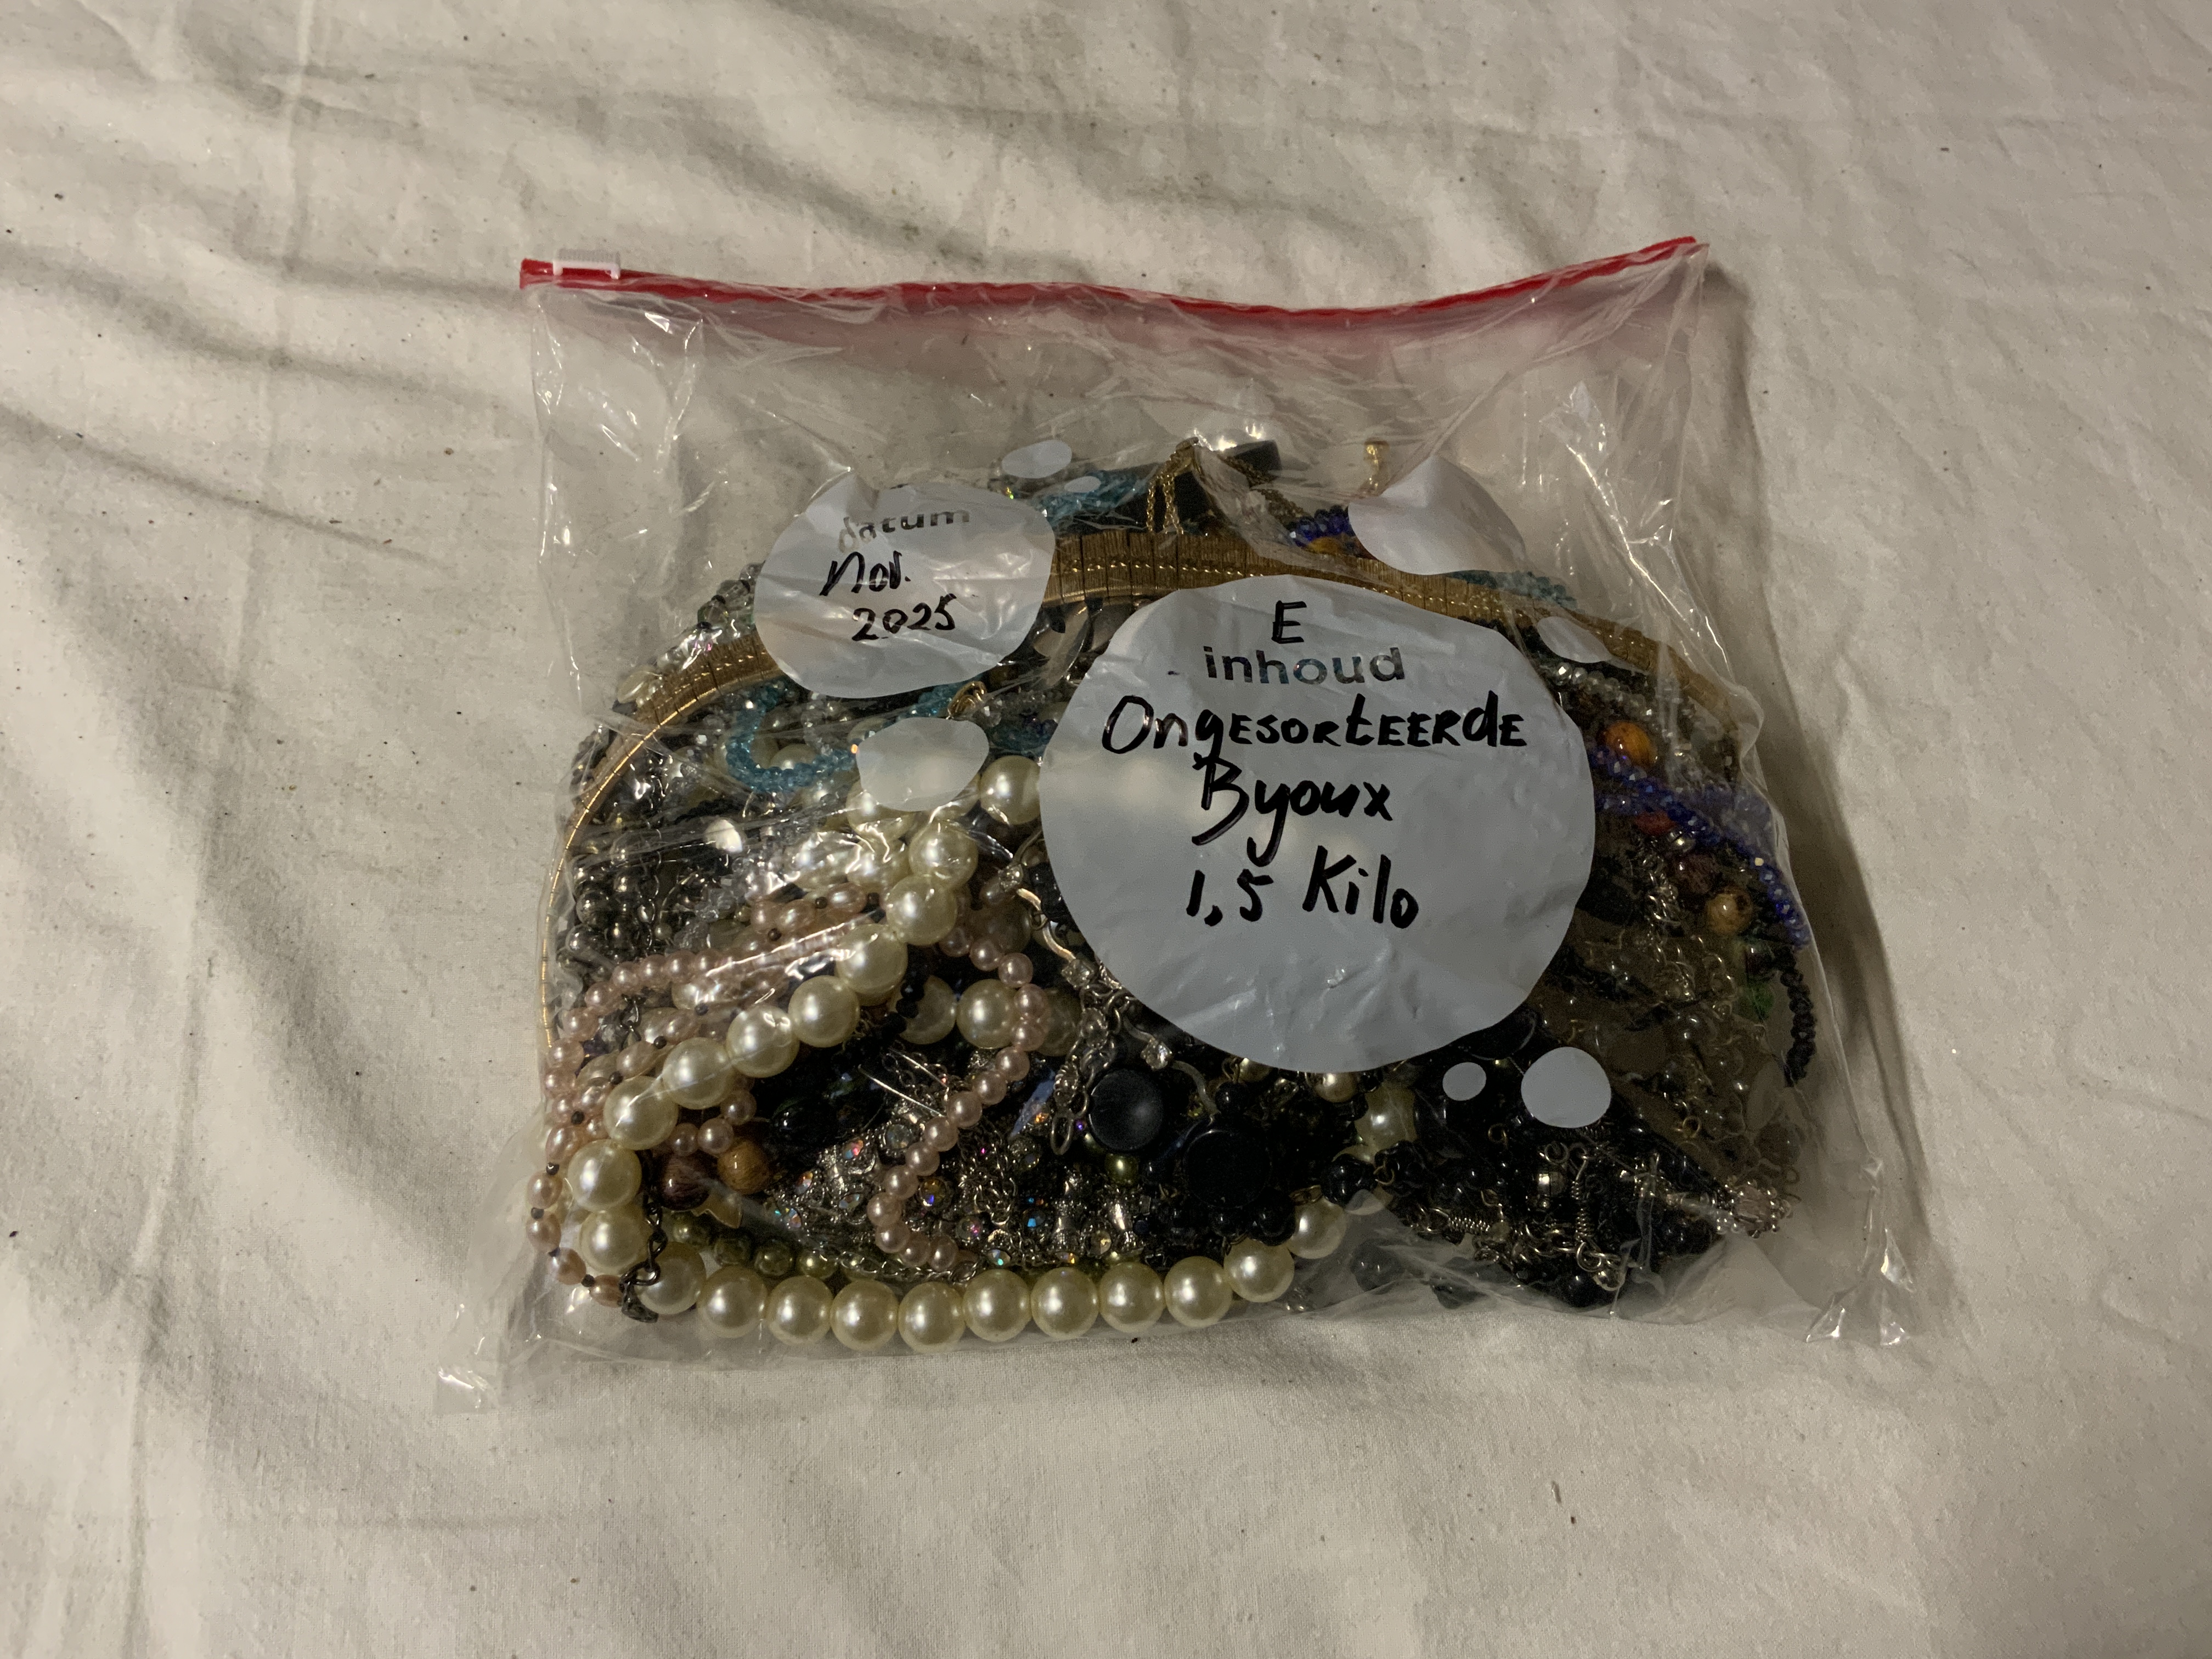 datum
Nov.
2025
E
inhoud
Ongesorteerde
Byoux
1,5 Kilo